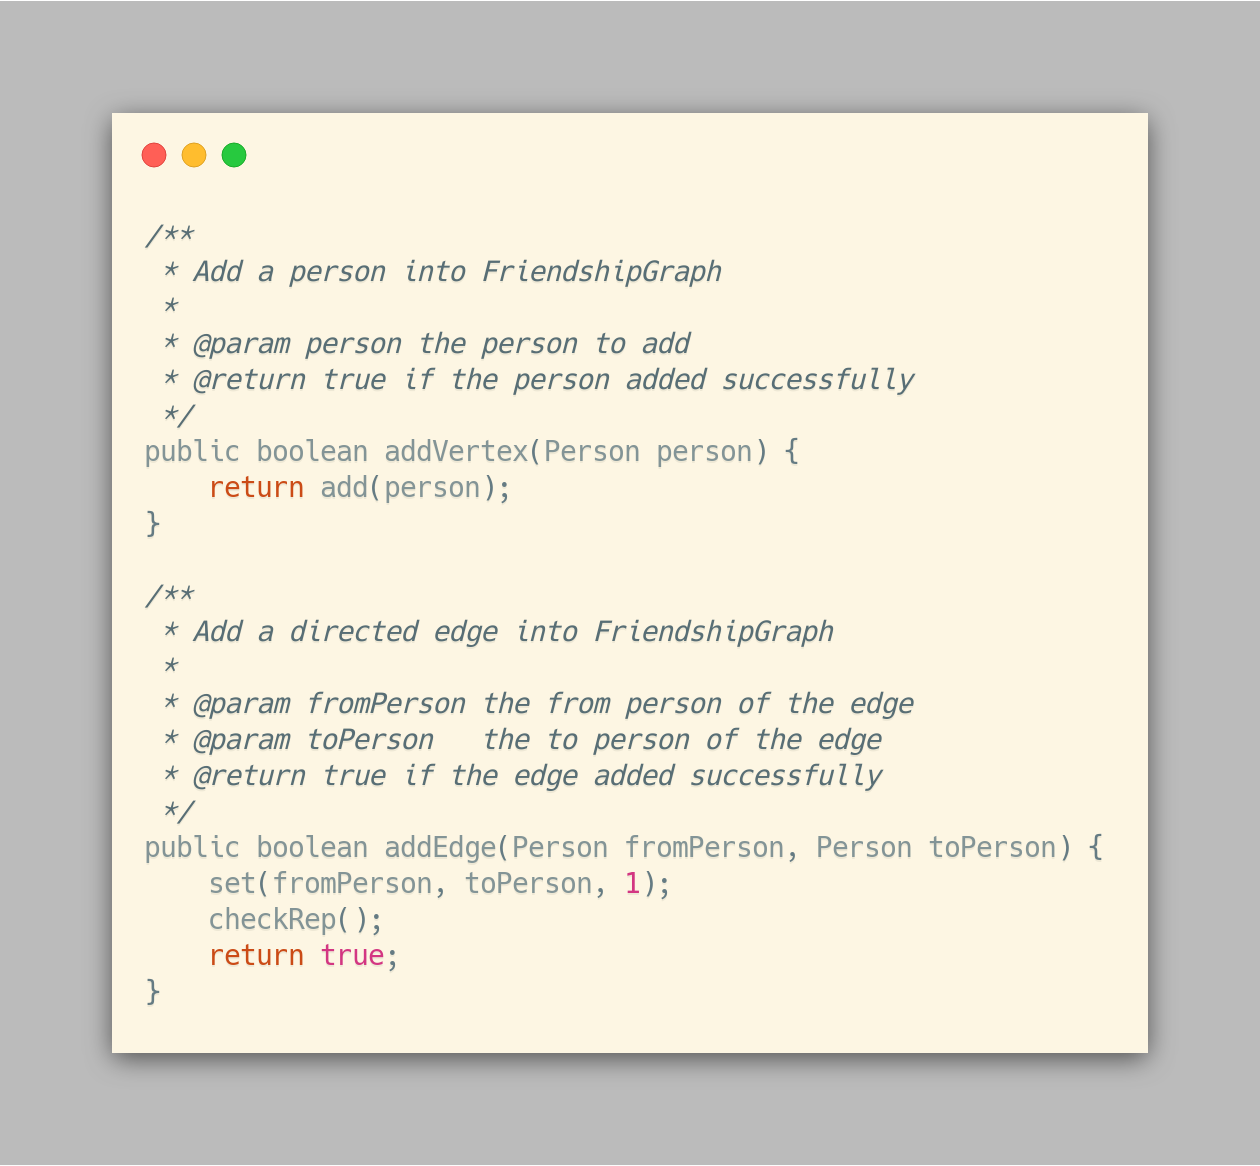 /**
 * Add a person into FriendshipGraph
 *
 * @param person the person to add
 * @return true if the person added successfully
 */
public boolean addVertex(Person person) {
    return add(person);
}

/**
 * Add a directed edge into FriendshipGraph
 *
 * @param fromPerson the from person of the edge
 * @param toPerson   the to person of the edge
 * @return true if the edge added successfully
 */
public boolean addEdge(Person fromPerson, Person toPerson) {
    set(fromPerson, toPerson, 1);
    checkRep();
    return true;
}